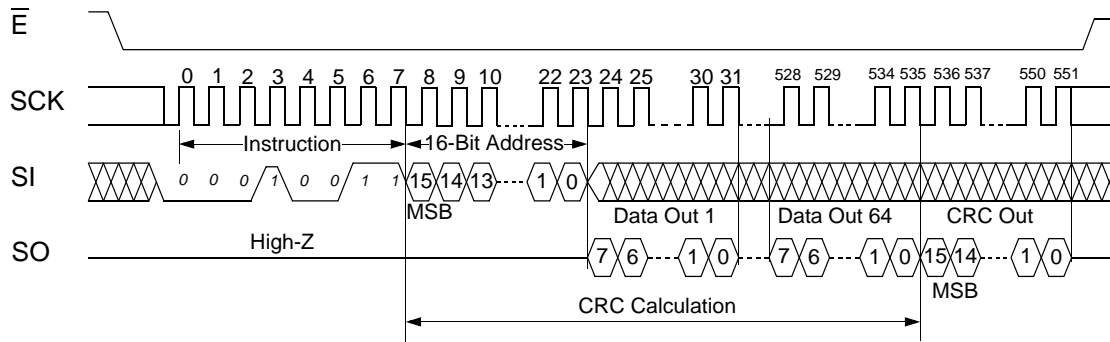 E
0 1 2 3 4 5 6 7 8 9 10 22 23 24 25 30 31 528 529 534 535 536 537 550 551
SCK
Instruction 16-Bit Address
SI 0 0 0 1 0 0 1 1 15 14 13 1 0
MSB Data Out 1 Data Out 64 CRC Out
High-Z
SO 7 6 1 0 7 6 1 0 15 14 1 0
MSB
CRC Calculation